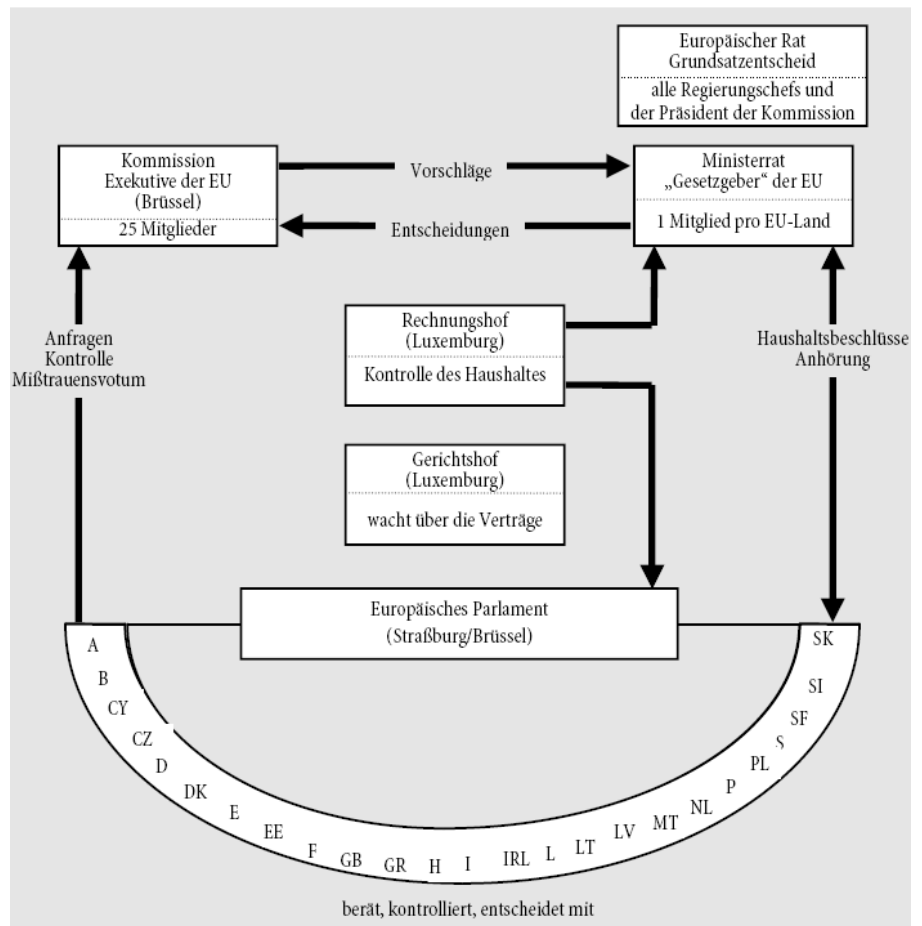 Europäischer Rat
Grundsatzentscheid
alle Regierungschefs und
der Präsident der Kommission
Kommission
Exekutive der EU
(Brüssel)
25 Mitglieder
Vorschläge
Entscheidungen
Ministerrat
„Gesetzgeber“ der EU
1 Mitglied pro EU-Land
Anfragen
Kontrolle
Mißtrauensvotum
Rechnungshof
(Luxemburg)
Kontrolle des Haushaltes
Haushaltsbeschlüsse
Anhörung
Gerichtshof
(Luxemburg)
wacht über die Verträge
Europäisches Parlament
(Straßburg/Brüssel)
A
B
CY
CZ
D
DK
E
EE
F
GB
GR
H
I
IRL
L
LT
LV
MT
NL
P
PL
S
SF
SI
SK
berät, kontrolliert, entscheidet mit